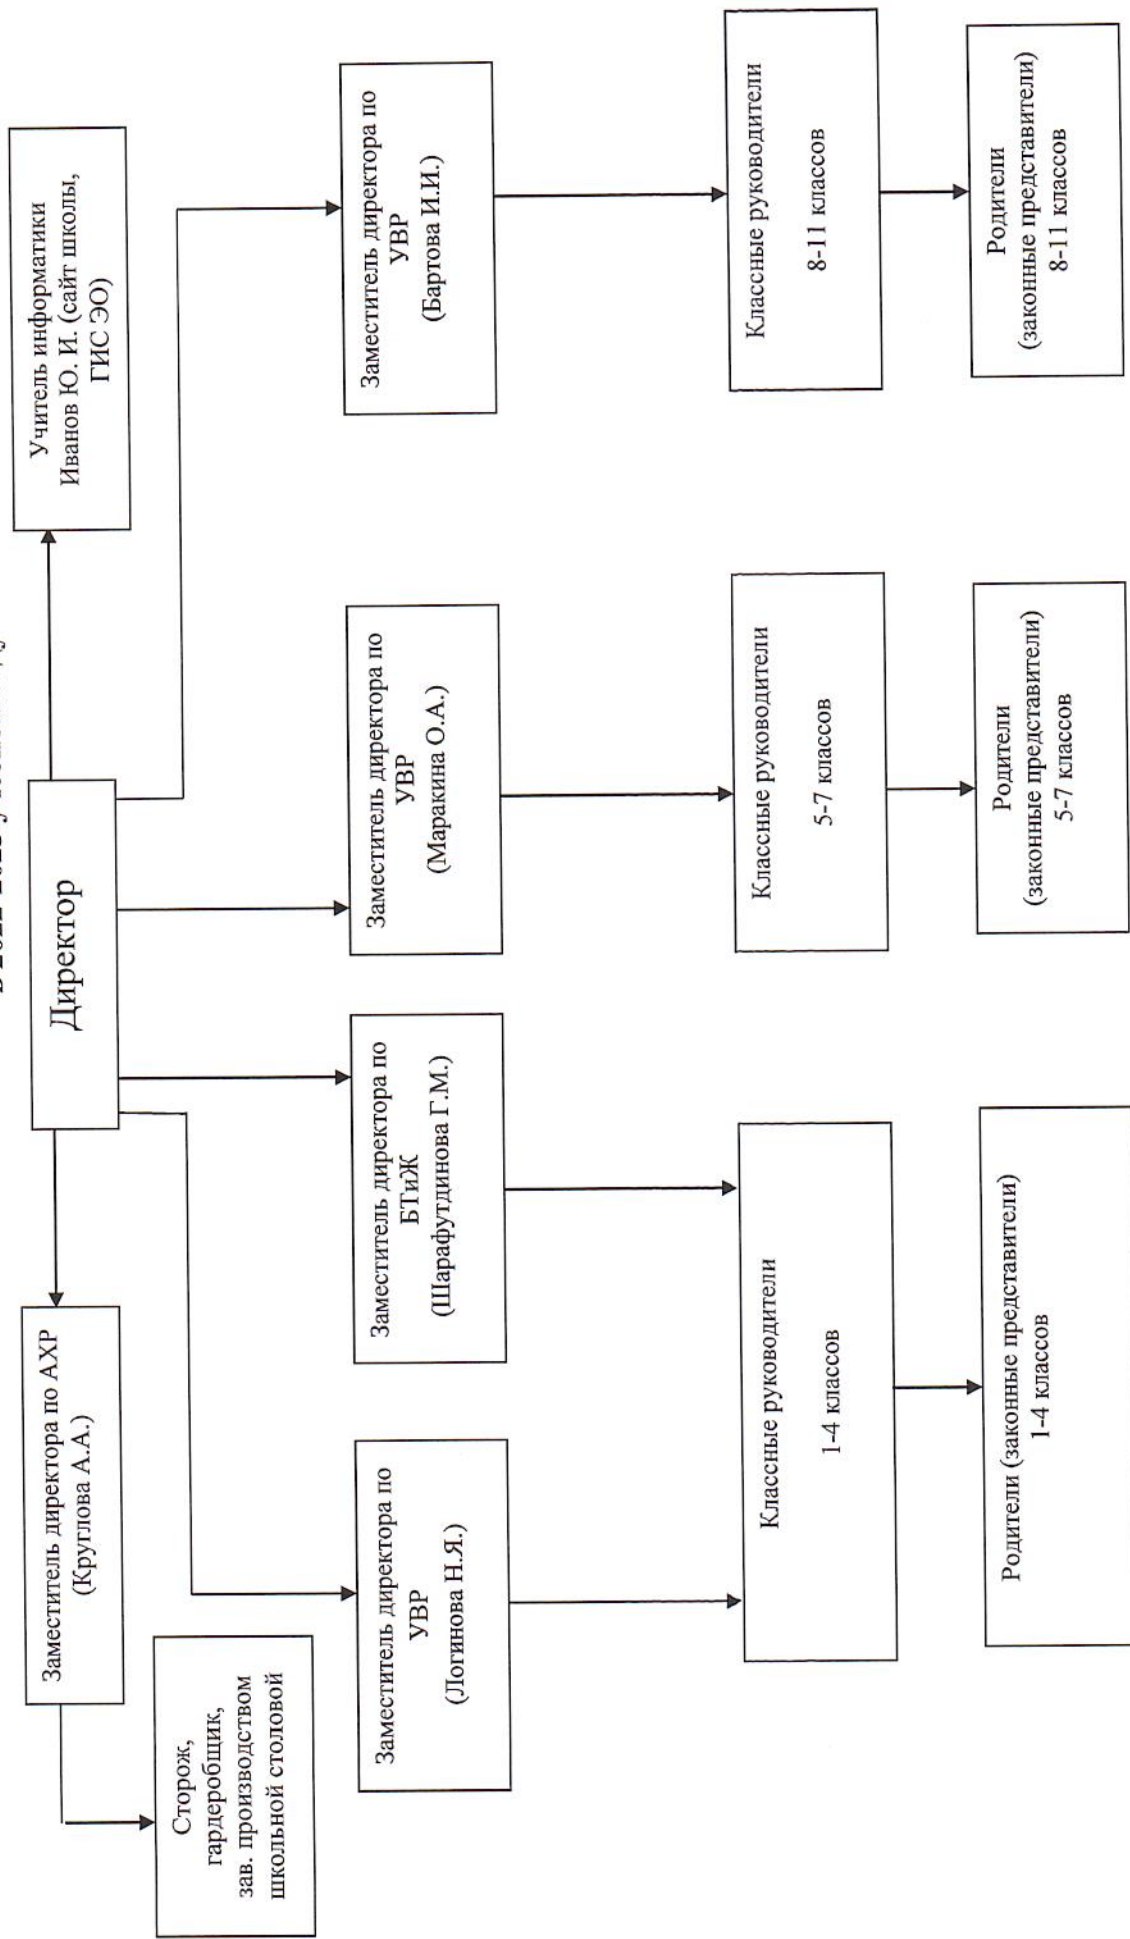 Директор
Заместитель директора по АХР
(Круглова А.А.)
Учитель информатики
Иванов Ю. И. (сайт школы,
ГИС ЭО)
Сторож,
гардеробщик,
зав. производством
школьной столовой
Заместитель директора по
УВР
(Логинова Н.Я.)
Заместитель директора по
БТиЖ
(Шарафутдинова Г.М.)
Заместитель директора по
УВР
(Маракина О.А.)
Заместитель директора по
УВР
(Бартова И.И.)
Классные руководители
1-4 классов
Классные руководители
5-7 классов
Классные руководители
8-11 классов
Родители (законные представители)
1-4 классов
Родители
(законные представители)
5-7 классов
Родители
(законные представители)
8-11 классов